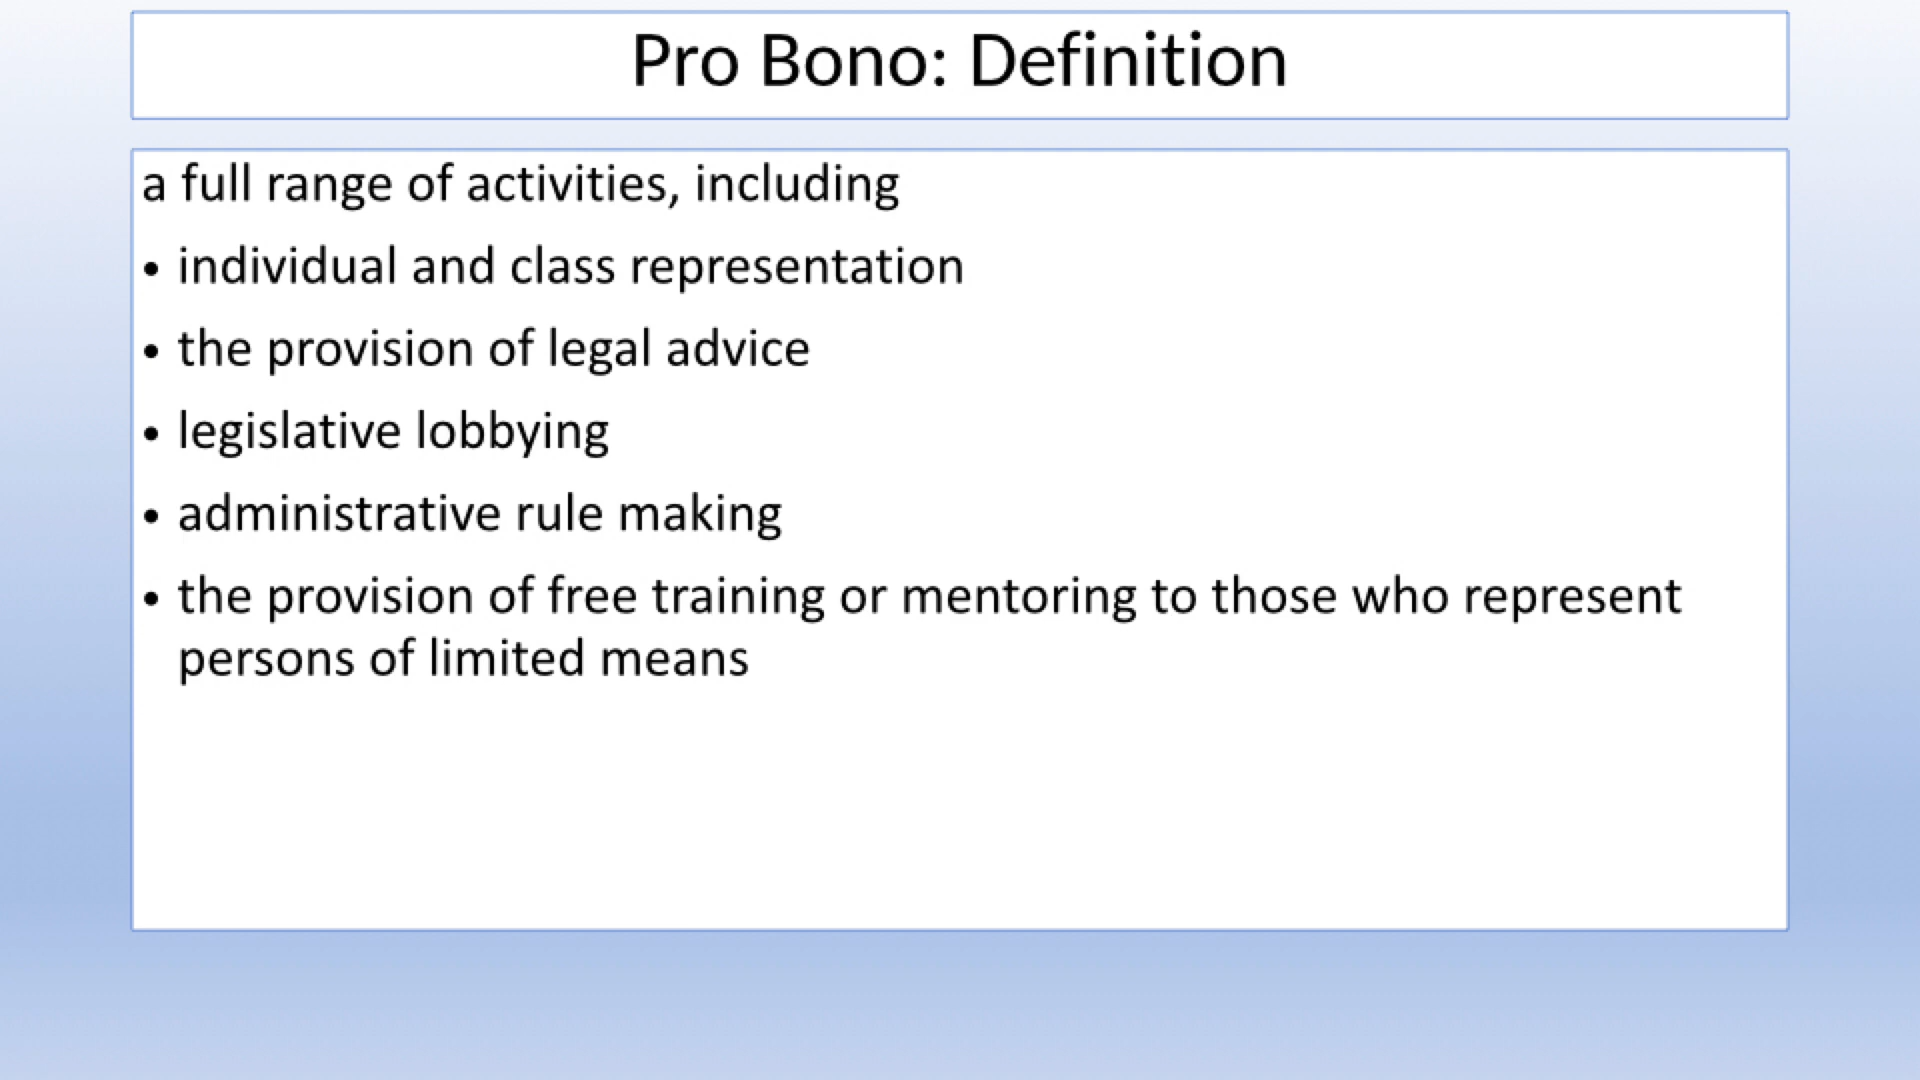 Pro Bono: Definition
a full range of activities, including
• individual and class representation
• the provision of legal advice
• legislative lobbying
• administrative rule making
• the provision of free training or mentoring to those who represent
persons of limited means